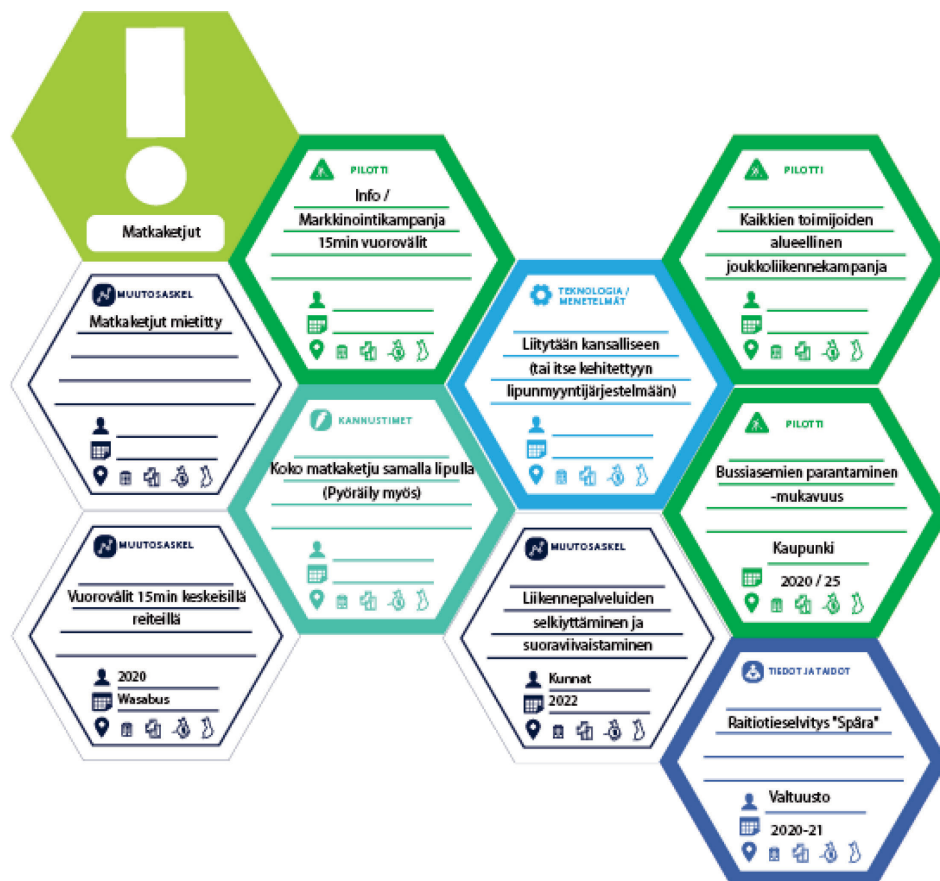 Matkaketjut
PILOTTI
Info /
Markkinointikampanja
15min vuorovälit
PILOTTI
Kaikkien toimijoiden
alueellinen
joukkoliikennekampanja
MUUTOSASKEL
Matkaketjut mietitty
TEKNOLOGIA /
MENETELMÄT
Liitytään kansalliseen
(tai itse kehitettyyn
lipunmyyntijärjestelmään)
KANNUSTIMET
Koko matkaketju samalla lipulla
(Pyöräily myös)
PILOTTI
Bussiasemien parantaminen
-mukavuus
Kaupunki
2020 / 25
MUUTOSASKEL
Vuorovälit 15min keskeisillä
reiteillä
2020
Wasabus
MUUTOSASKEL
Liikennepalveluiden
selkiyttäminen ja
suoraviivaistaminen
Kunnat
2022
TIEDOT JA TAIDOT
Raitiotieselvitys "Spåra"
Valtuusto
2020-21